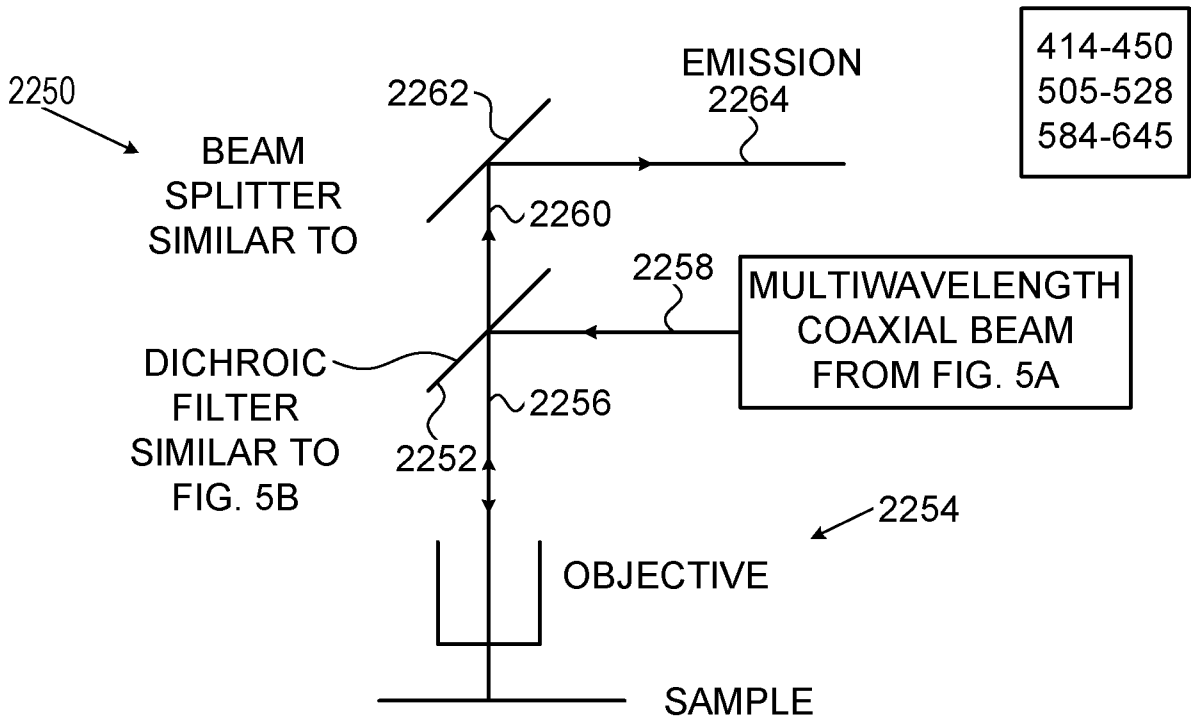 2250
BEAM
SPLITTER
SIMILAR TO
2262
EMISSION
2264
414-450
505-528
584-645
2260
2258
MULTIWAVELENGTH
COAXIAL BEAM
FROM FIG. 5A
DICHROIC
FILTER
SIMILAR TO
FIG. 5B
2252
2256
2254
OBJECTIVE
SAMPLE